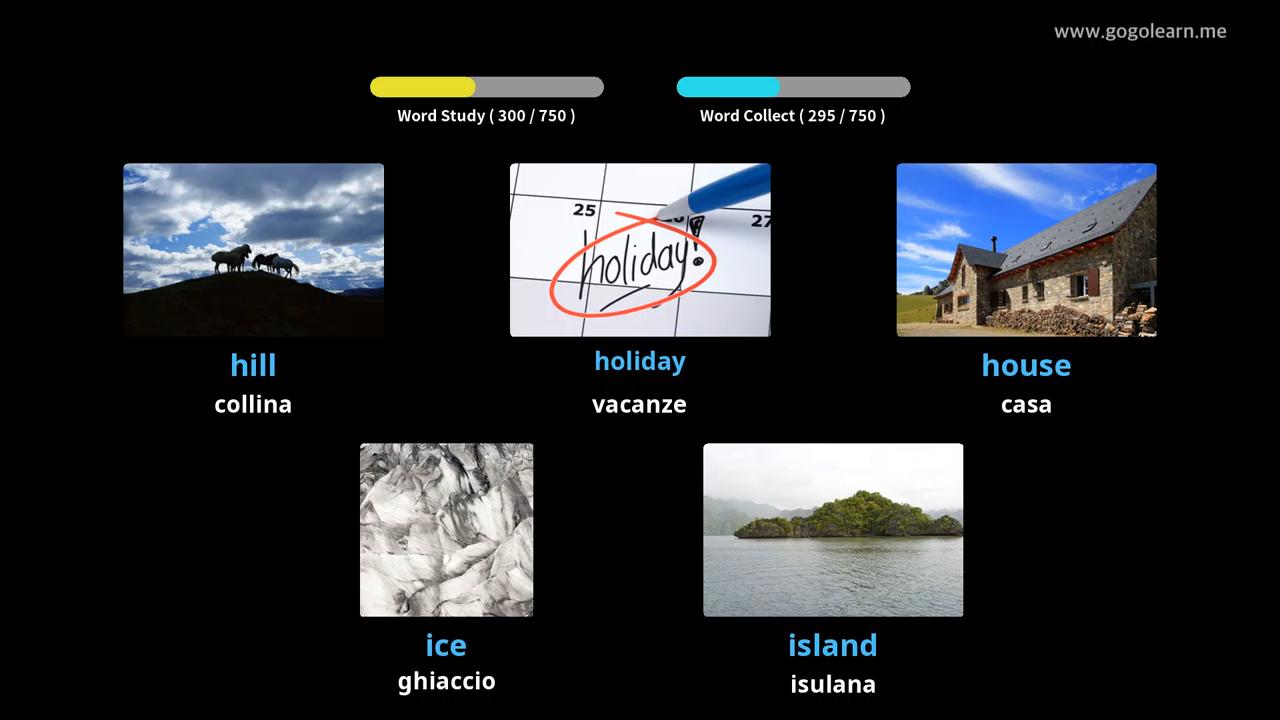 www.gogolearn.me
Word Study ( 300 / 750 )
Word Collect ( 295 / 750 )
25
27
holiday!
hill
holiday
house
collina
vacanze
casa
ice
island
ghiaccio
isulana